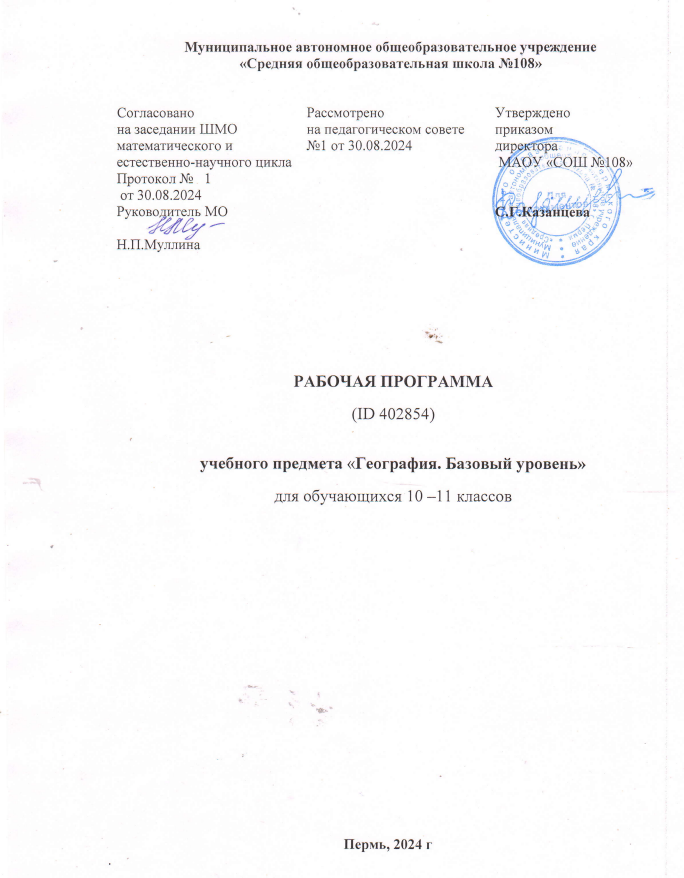 Муниципальное автономное общеобразовательное учреждение
«Средняя общеобразовательная школа №108»
Согласовано
на заседании ШМО
математического и
естественно-научного цикла
Протокол № 1
от 30.08.2024
Руководитель МО
Н.П.Муллина
Рассмотрено
на педагогическом совете
№1 от 30.08.2024
Утверждено
приказом
директора
МАОУ «СОШ №108»
С.Г.Казанцева
РАБОЧАЯ ПРОГРАММА
(ID 402854)
учебного предмета «География. Базовый уровень»
для обучающихся 10 –11 классов
Пермь, 2024 г